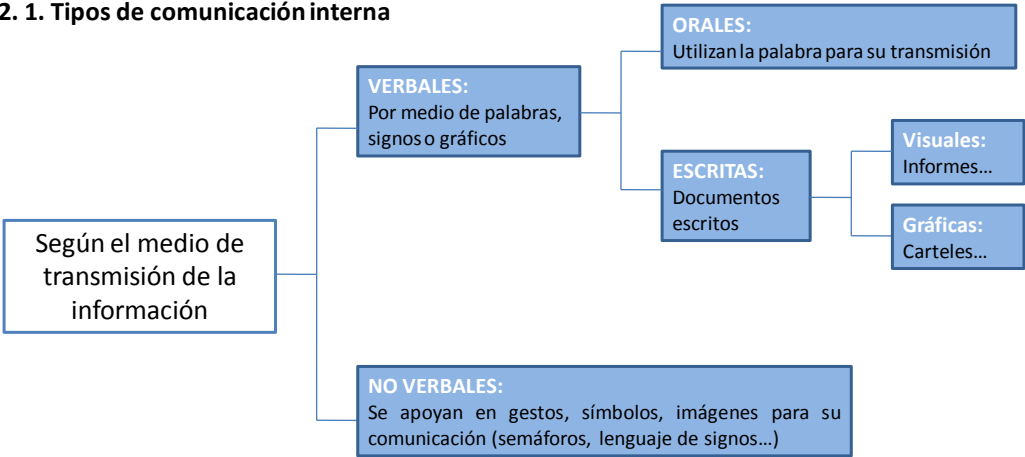 2. 1. Tipos de comunicación interna
ORALES:
Utilizan la palabra para su transmisión
VERBALES:
Por medio de palabras,
signos o gráficos
ESCRITAS:
Documentos
escritos
Visuales:
Informes…
Gráficas:
Carteles…
Según el medio de
transmisión de la
información
NO VERBALES:
Se apoyan en gestos, símbolos, imágenes para su
comunicación (semáforos, lenguaje de signos…)